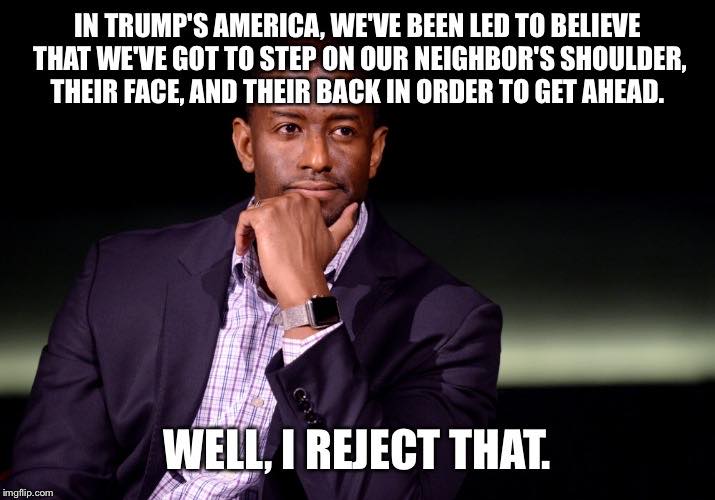 IN TRUMP'S AMERICA, WE'VE BEEN LED TO BELIEVE
THAT WE'VE GOT TO STEP ON OUR NEIGHBOR'S SHOULDER,
THEIR FACE, AND THEIR BACK IN ORDER TO GET AHEAD.
WELL, I REJECT THAT.
imgflip.com